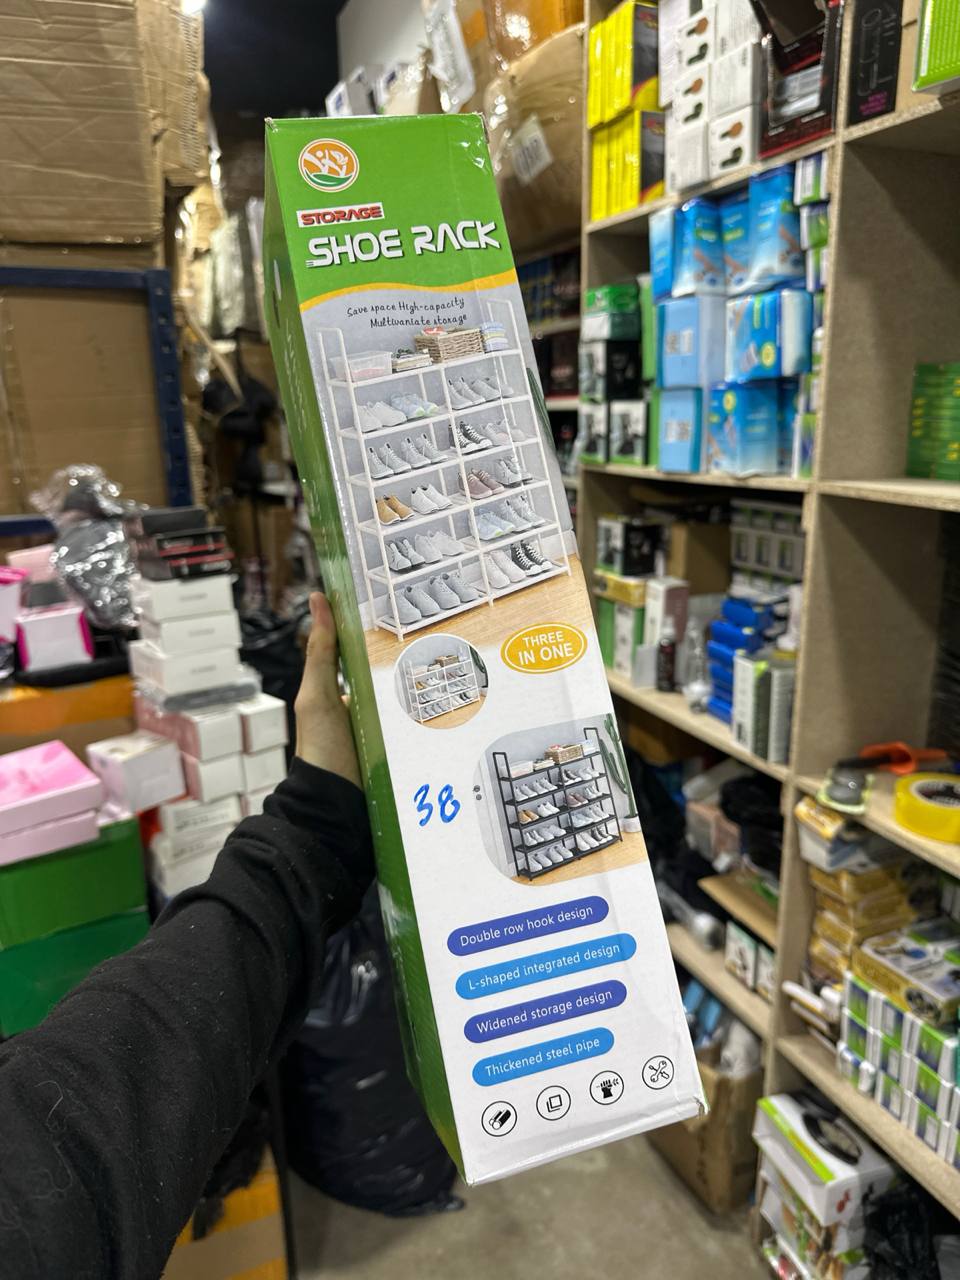 STORAGE
SHOE RACK
Save space High-capacity
Multivaniate storage
THREE
IN ONE
38
Double row hook design
L-shaped integrated design
Widened storage design
Thickened steel pipe